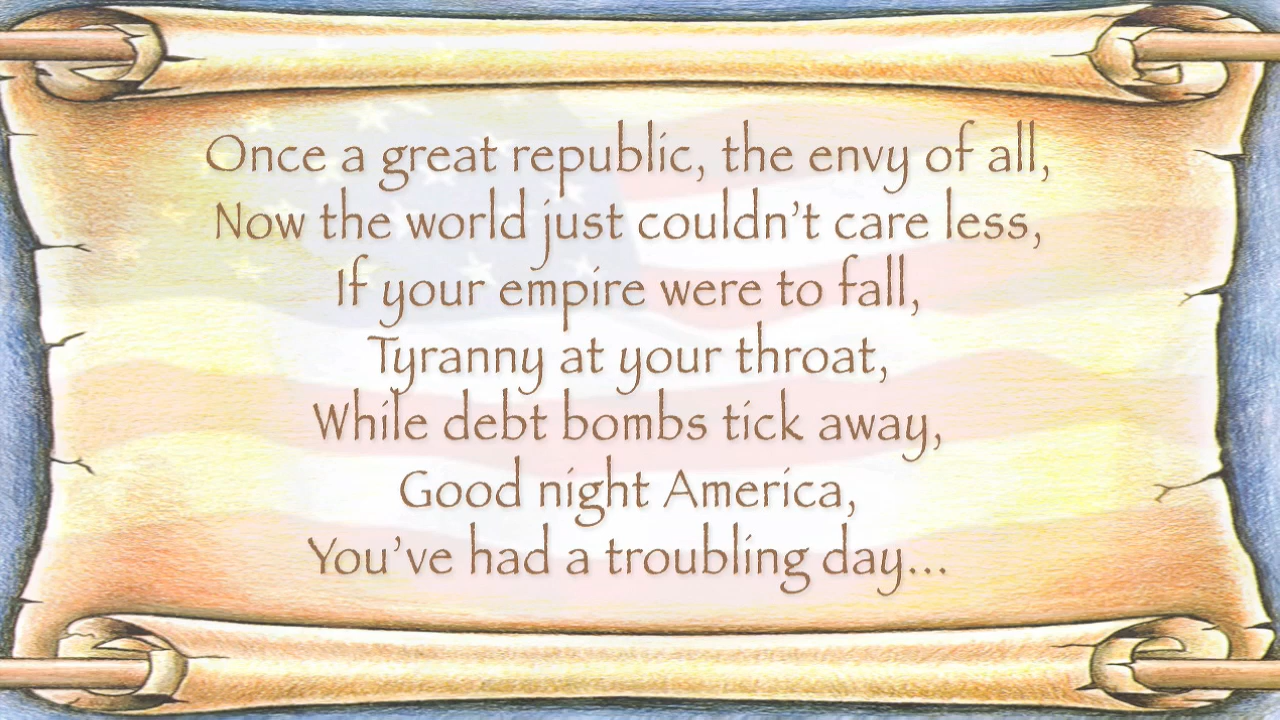 Once a great republic, the envy of all,
Now the world just couldn’t care less,
If your empire were to fall,
Tyranny at your throat,
While debt bombs tick away,
Good night America,
You’ve had a troubling day...